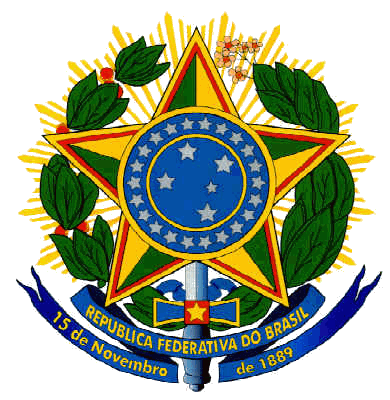 REPUBLICA FEDERATIVA DO BRASIL
15 de Novembro de 1889